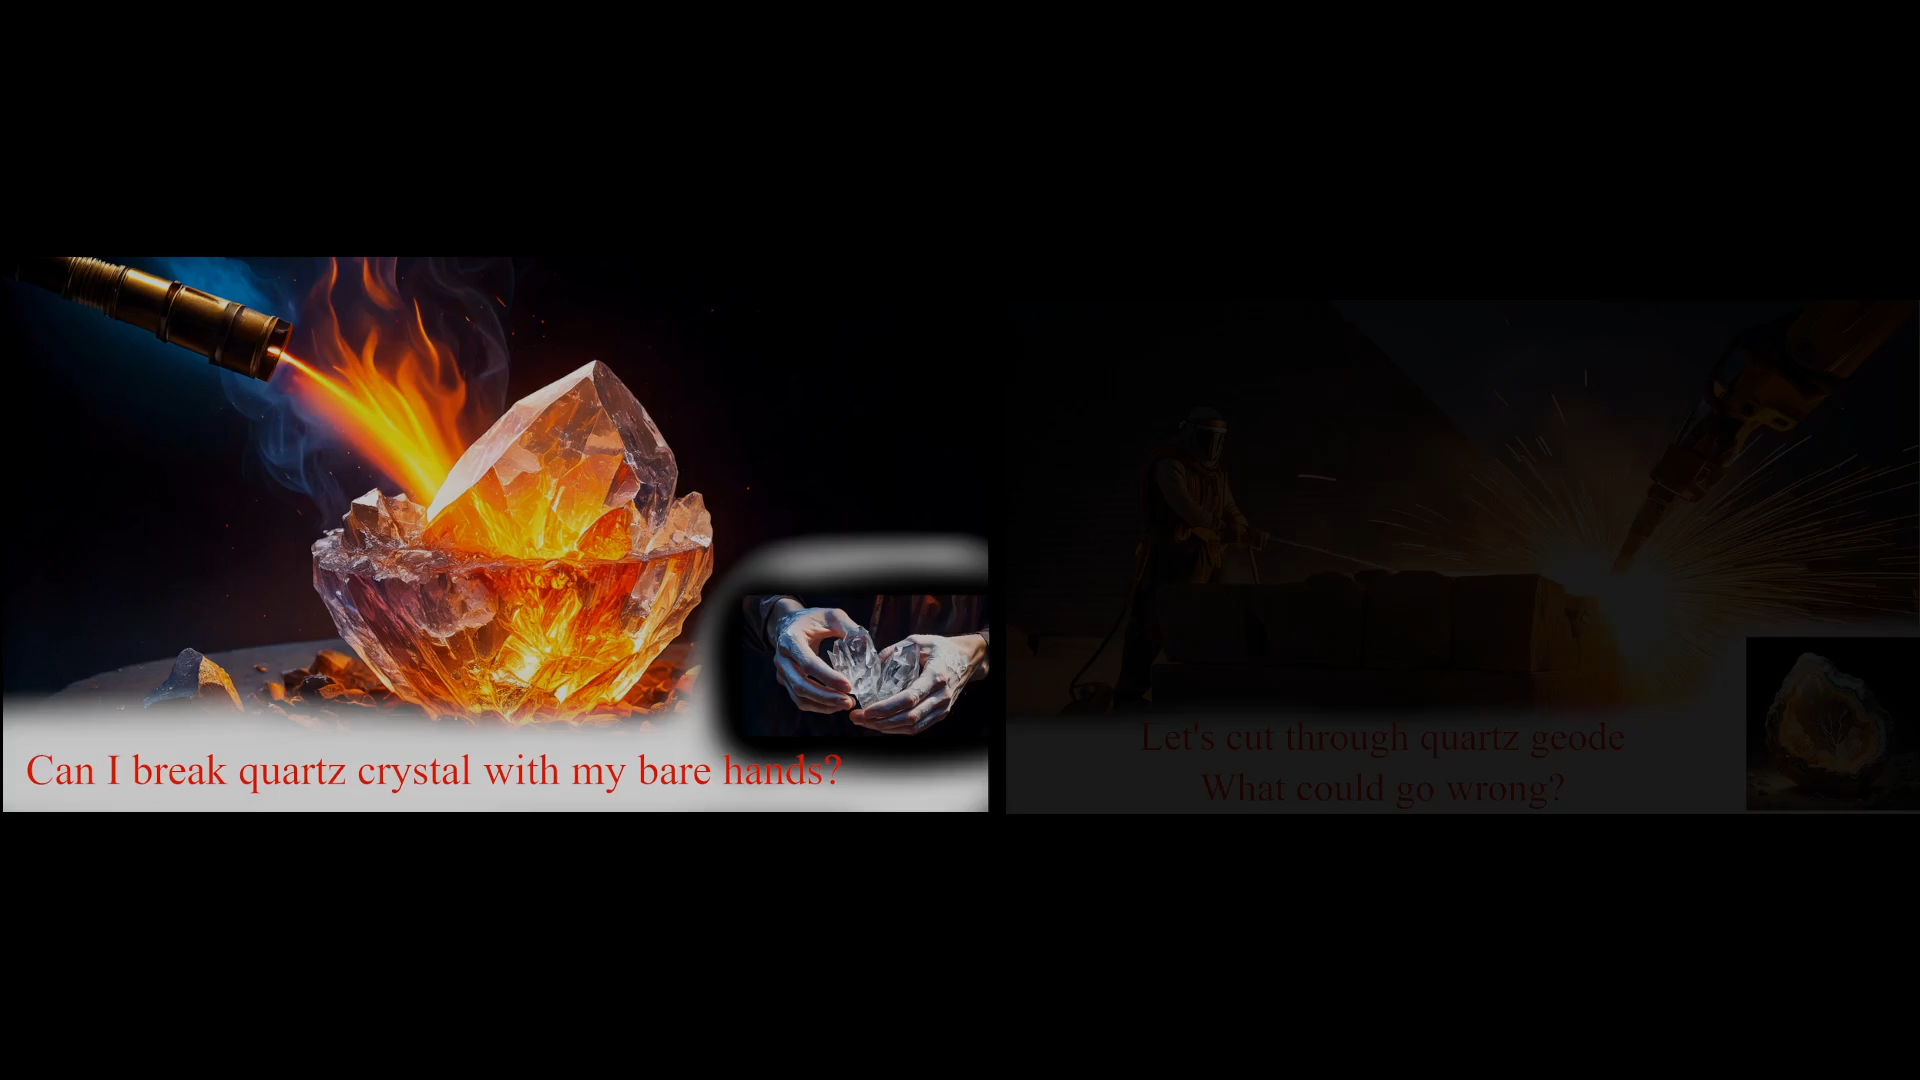 Can I break quartz crystal with my bare hands?
Let's cut through quartz geode
What could go wrong?